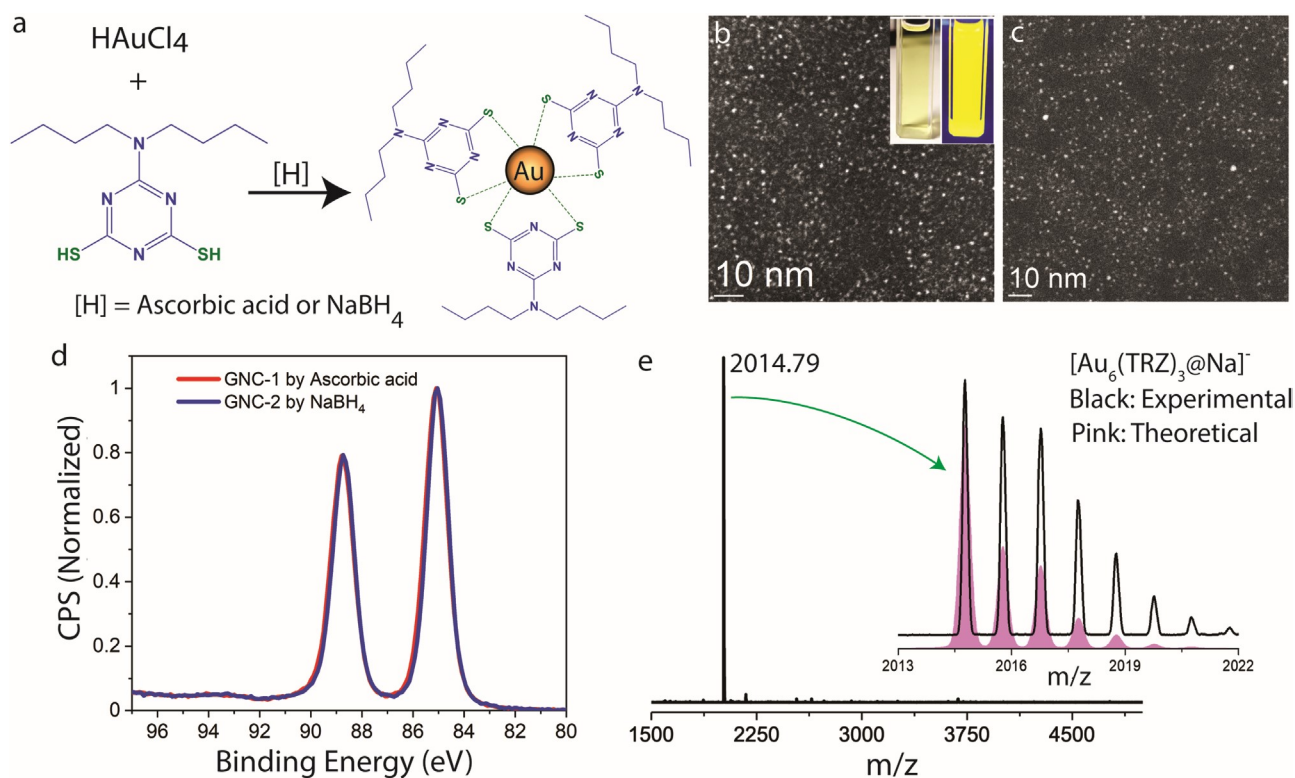 a
HAuCl4
+
N
N
N
HS
N
SH
[H]
[H] = Ascorbic acid or NaBH4
S
N
N
N
N
S
Au
S
N
N
N
N
S
S
S
N
N
N
N
b
10 nm
c
10 nm
d
GNC-1 by Ascorbic acid
GNC-2 by NaBH4
CPS (Normalized)
1
0.8
0.6
0.4
0.2
0
96 94 92 90 88 86 84 82 80
Binding Energy (eV)
e
2014.79
[Au6(TRZ)3@Na]-
Black: Experimental
Pink: Theoretical
2013 2016 2019 2022
m/z
1500 2250 3000 3750 4500
m/z